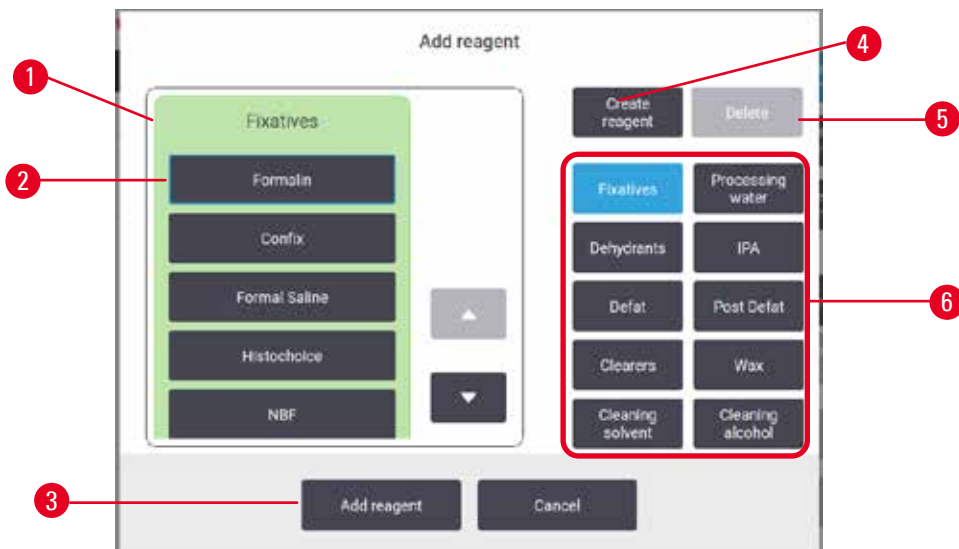 Add reagent
4
1
Create
reagent
Delete
5
Fixatives
2
Formalin
Fixatives
Processing
water
Confix
Dehydrants
IPA
Formal Saline
Defat
Post Defat
6
Histochoice
Clearers
Wax
NBF
Cleaning
solvent
Cleaning
alcohol
3
Add reagent
Cancel